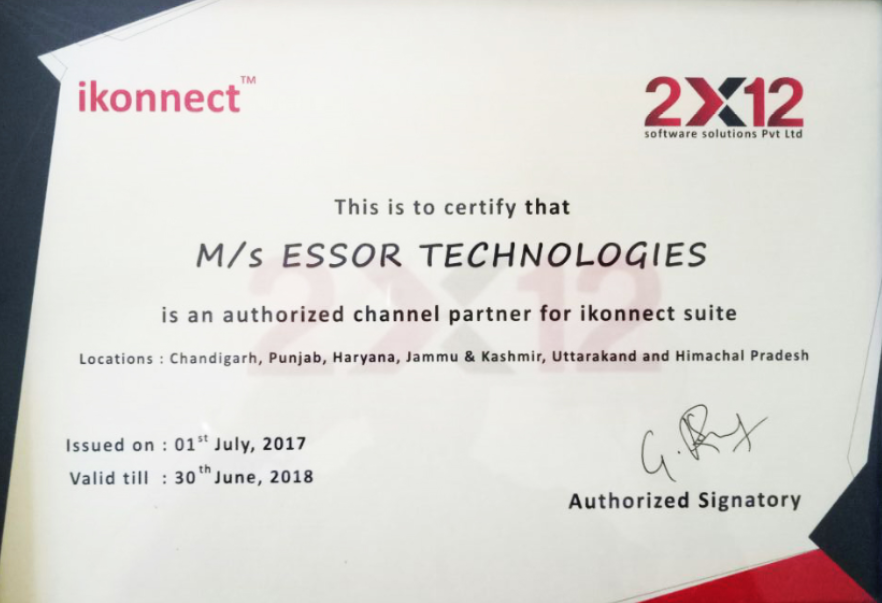 ikonnect™
2X12
software solutions Pvt Ltd
This is to certify that
M/s ESSOR TECHNOLOGIES
is an authorized channel partner for ikonnect suite
Locations : Chandigarh, Punjab, Haryana, Jammu & Kashmir, Uttarakand and Himachal Pradesh
Issued on : 01st July, 2017
Valid till : 30th June, 2018
Authorized Signatory